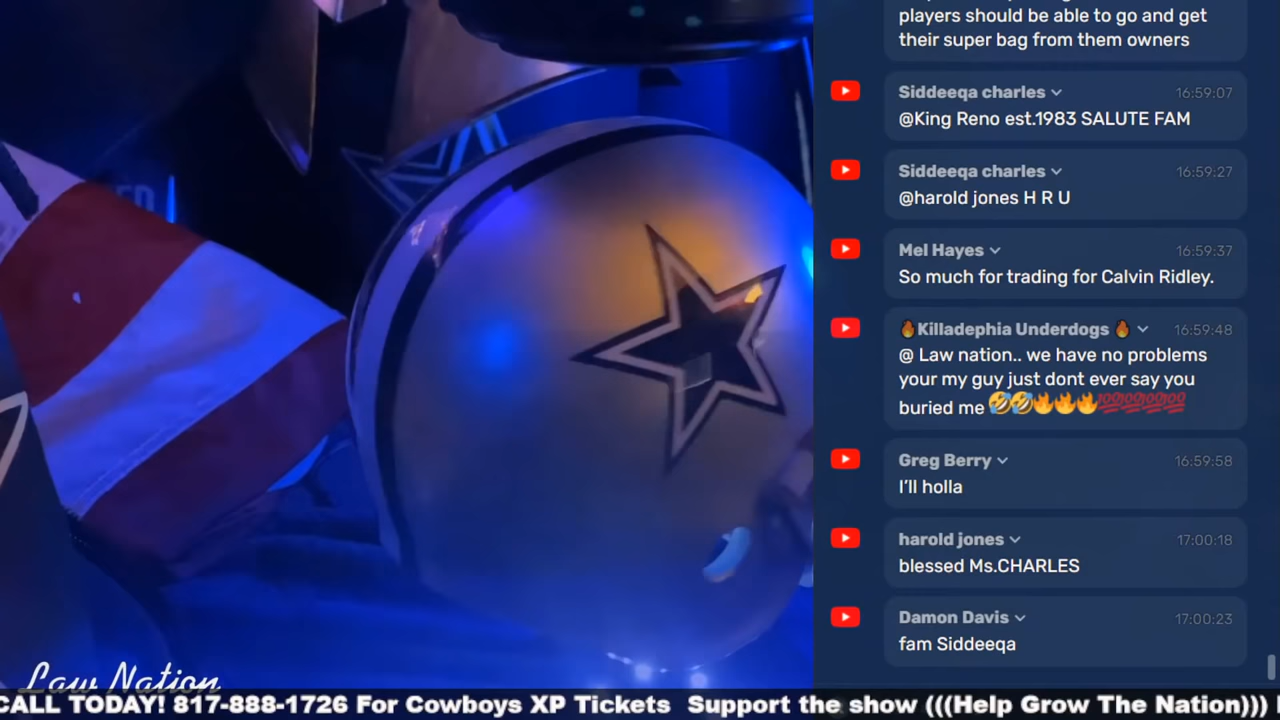 players should be able to go and get
their super bag from them owners
Siddeeqa charles 16:59:07
@King Reno est.1983 SALUTE FAM
Siddeeqa charles 16:59:27
@harold jones H R U
Mel Hayes 16:59:37
So much for trading for Calvin Ridley.
🔥Killadephia Underdogs 🔥 16:59:48
@ Law nation.. we have no problems
your my guy just dont ever say you
buried me 🤣🤣🔥🔥🔥💯💯💯💯
Greg Berry 16:59:58
I'll holla
harold jones 17:00:18
blessed Ms.CHARLES
Damon Davis 17:00:23
fam Siddeeqa
Law Nation
CALL TODAY! 817-888-1726 For Cowboys XP Tickets Support the show (((Help Grow The Nation)))